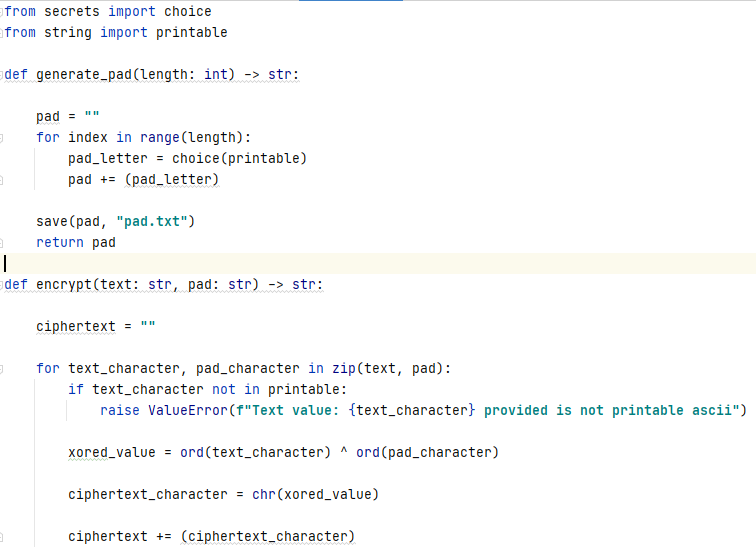 from secrets import choice
from string import printable
def generate_pad(length: int) -> str:
pad = ""
for index in range(length):
pad_letter = choice(printable)
pad += (pad_letter)
save(pad, "pad.txt")
return pad
def encrypt(text: str, pad: str) -> str:
ciphertext = ""
for text_character, pad_character in zip(text, pad):
if text_character not in printable:
raise ValueError(f"Text value: {text_character} provided is not printable ascii")
xored_value = ord(text_character) ^ ord(pad_character)
ciphertext_character = chr(xored_value)
ciphertext += (ciphertext_character)